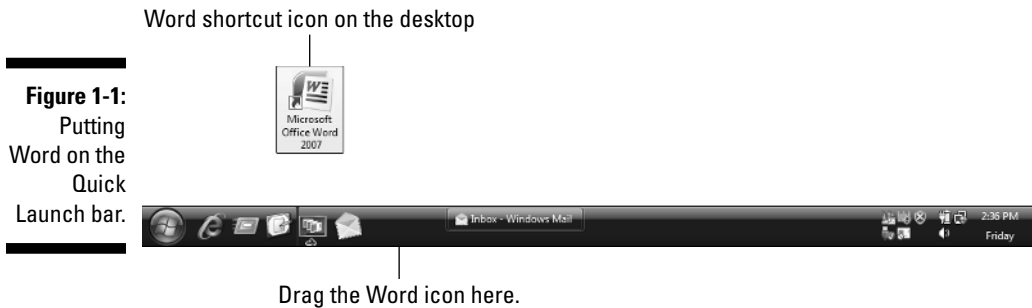 Word shortcut icon on the desktop
Figure 1-1:
Putting
Word on the
Quick
Launch bar.
Microsoft
Office Word
2007
Inbox - Windows Mail
2:36 PM
Friday
Drag the Word icon here.